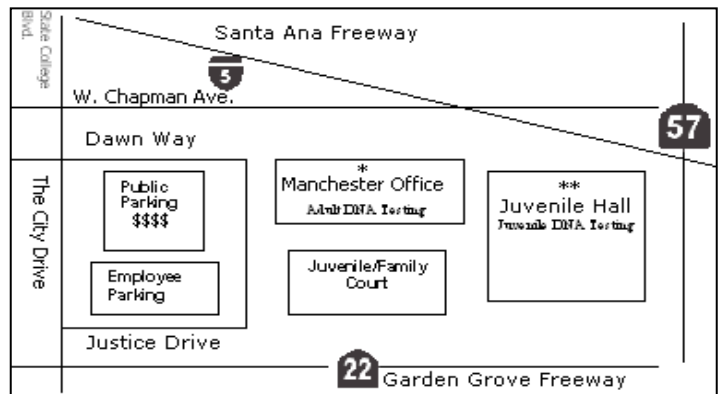 State College
Blvd.
Santa Ana Freeway
5
W. Chapman Ave.
57
Dawn Way
The City Drive
Public
Parking
$$$$
Employee
Parking
*
Manchester Office
Adult DNA Testing
Juvenile/Family
Court
**
Juvenile Hall
Juvenile DNA Testing
Justice Drive
22
Garden Grove Freeway